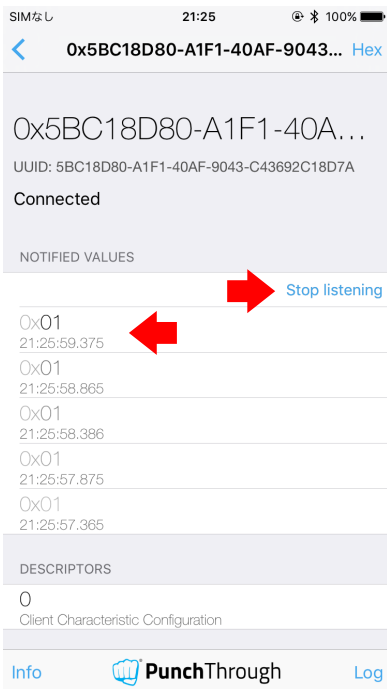 SIMなし 21:25 100%
0x5BC18D80-A1F1-40AF-9043... Hex
0x5BC18D80-A1F1-40A...
UUID: 5BC18D80-A1F1-40AF-9043-C43692C18D7A
Connected
NOTIFIED VALUES
Stop listening
0x01
21:25:59.375
0x01
21:25:58.865
0x01
21:25:58.386
0x01
21:25:57.875
0x01
21:25:57.365
DESCRIPTORS
0
Client Characteristic Configuration
Info PunchThrough Log